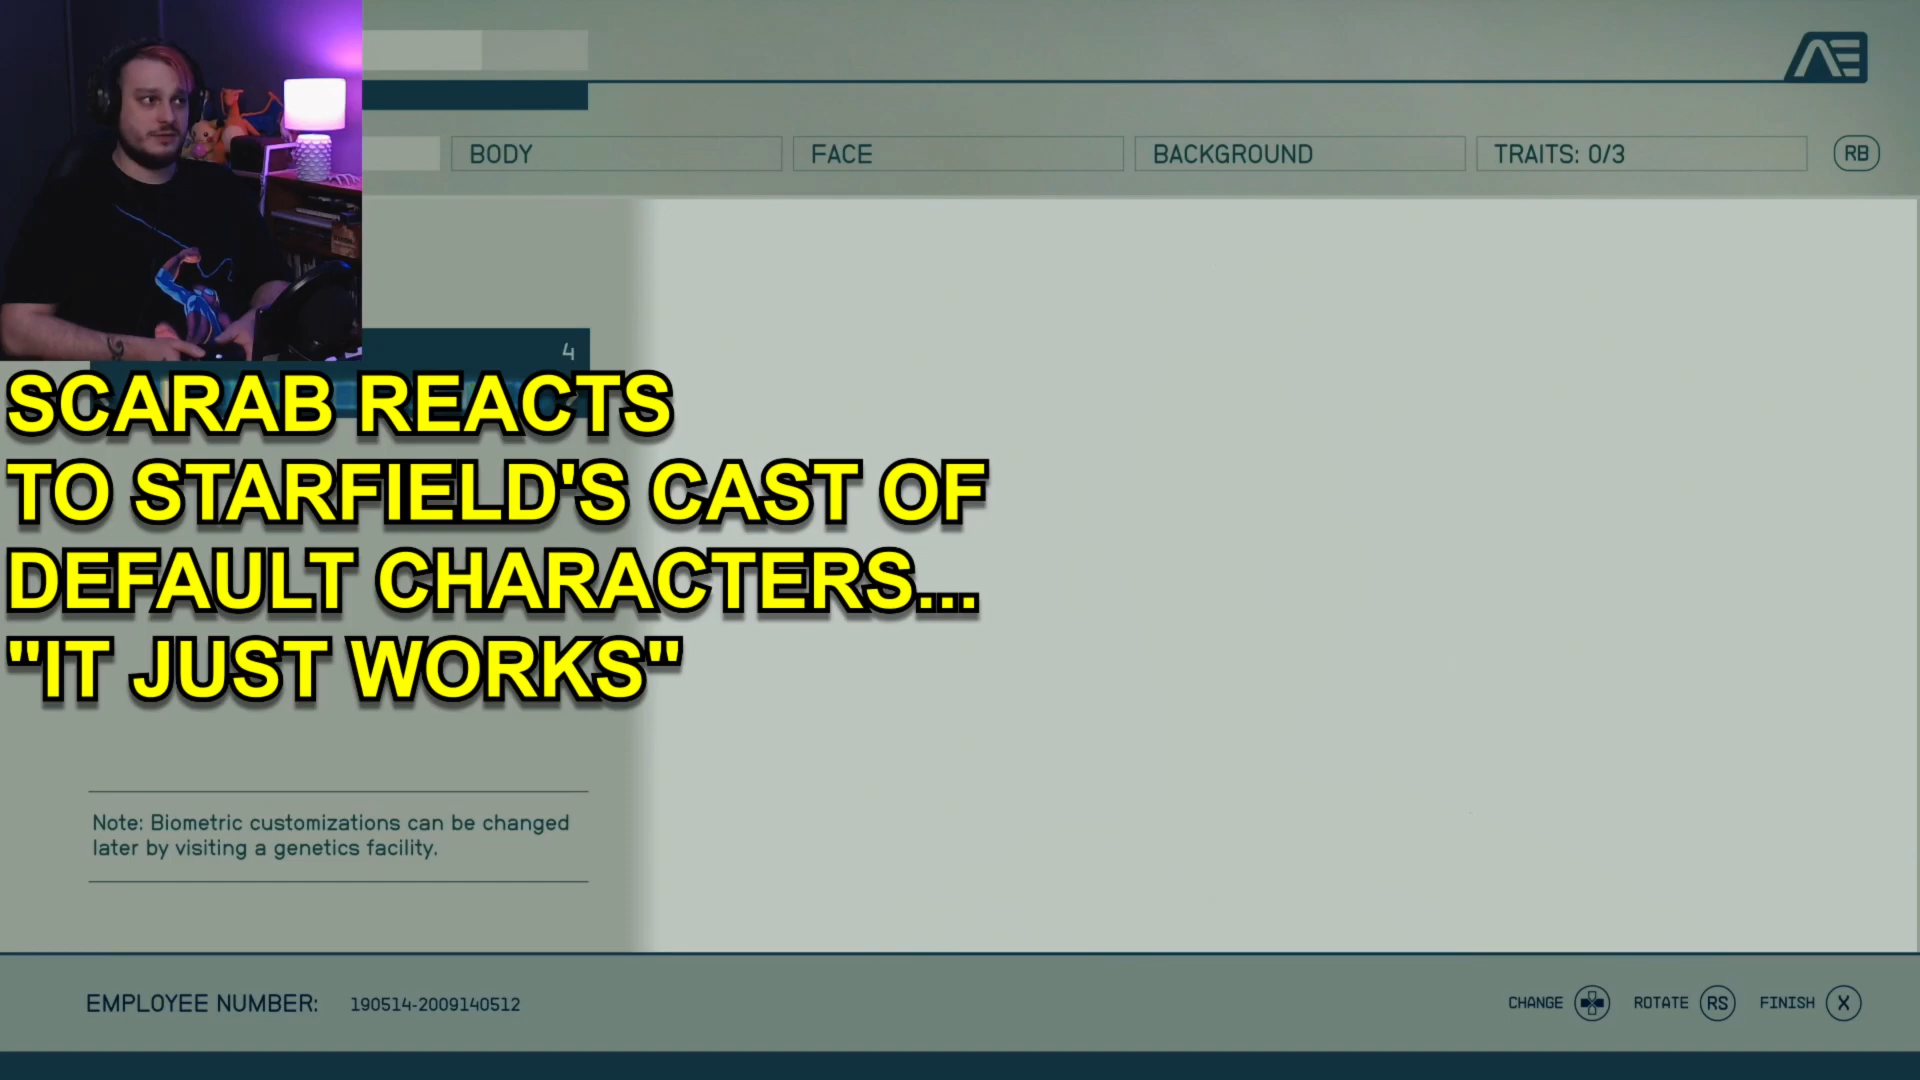 BODY
FACE
BACKGROUND
TRAITS: 0/3
RB
4
SCARAB REACTS
TO STARFIELD'S CAST OF
DEFAULT CHARACTERS...
"IT JUST WORKS"
Note: Biometric customizations can be changed
later by visiting a genetics facility.
EMPLOYEE NUMBER: 190514-2009140512
CHANGE
ROTATE RS
FINISH X